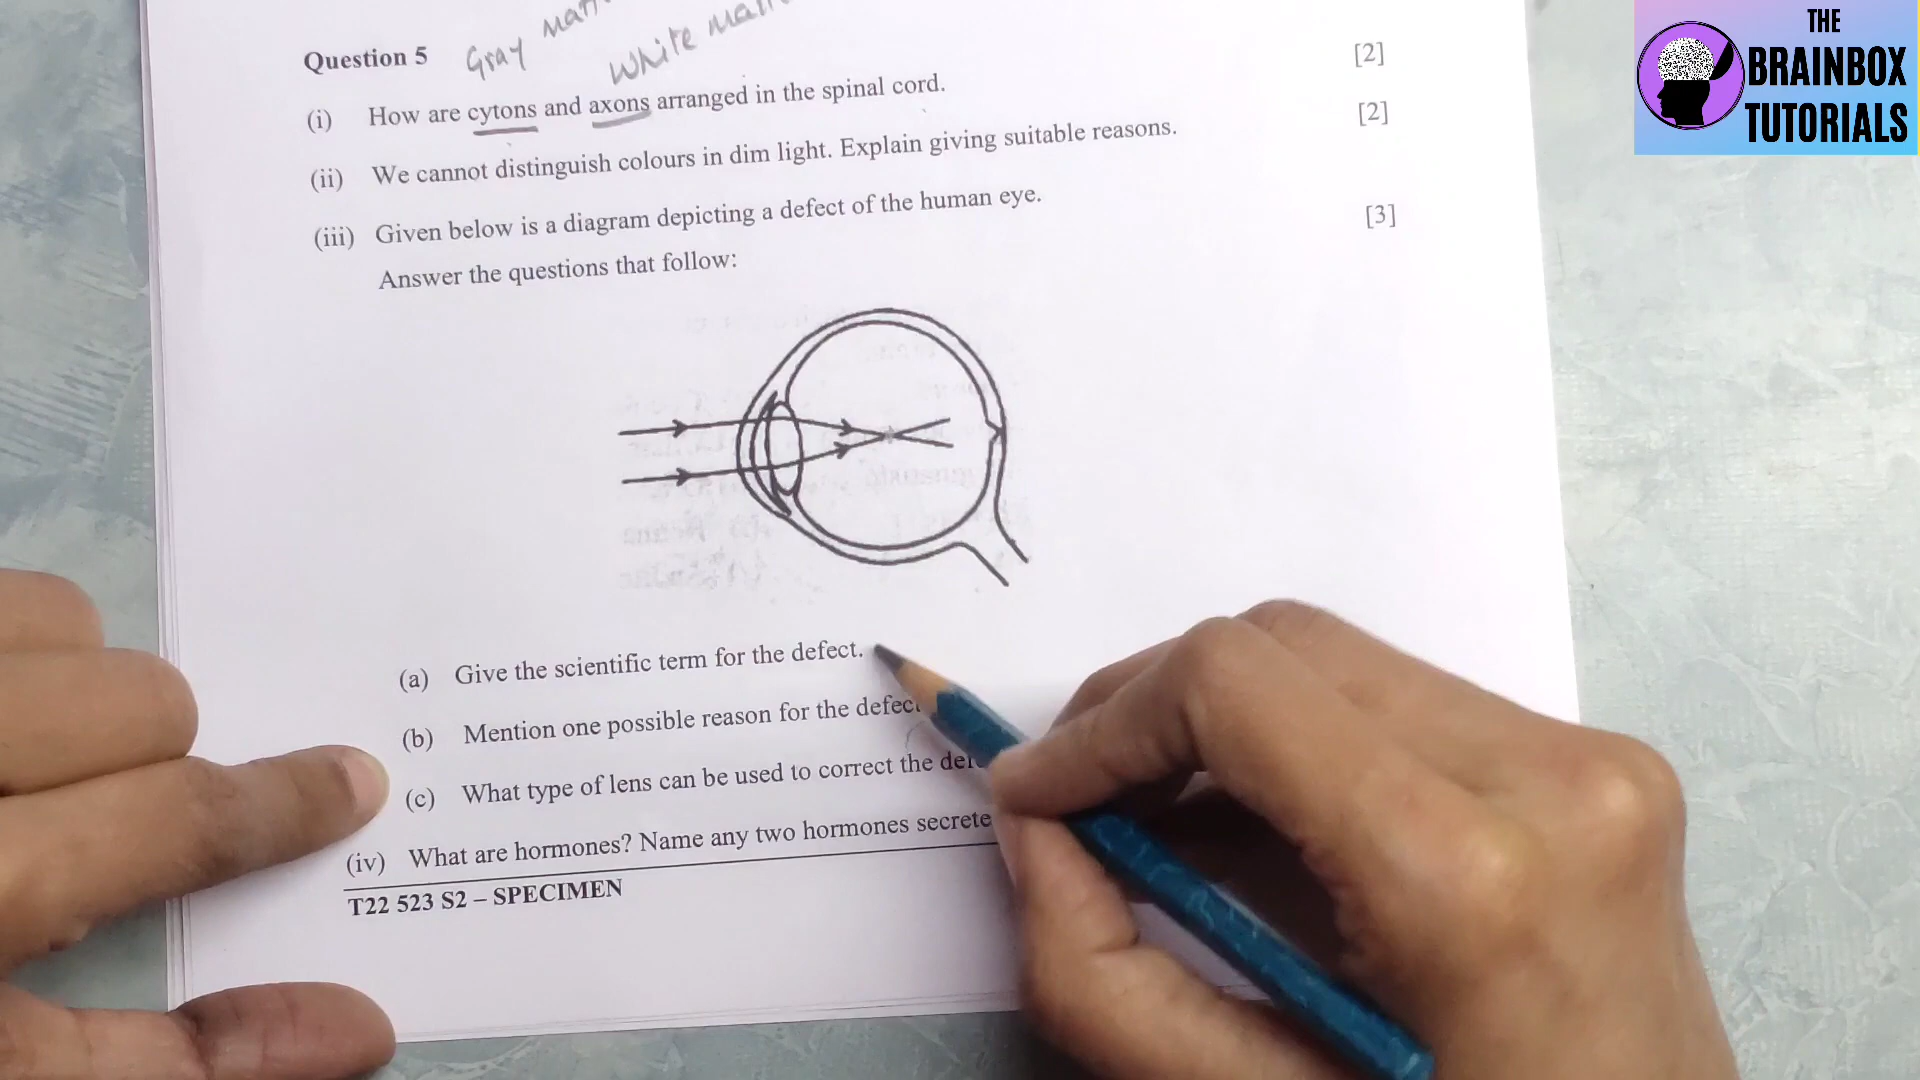 THE
BRAINBOX
TUTORIALS
Gray
White
Question 5
[2]
(i) How are cytons and axons arranged in the spinal cord.
[2]
(ii) We cannot distinguish colours in dim light. Explain giving suitable reasons.
(iii) Given below is a diagram depicting a defect of the human eye.
[3]
Answer the questions that follow:
(a) Give the scientific term for the defect.
(b) Mention one possible reason for the defect
(c) What type of lens can be used to correct the
(iv) What are hormones? Name any two hormones secrete
T22 523 S2 – SPECIMEN